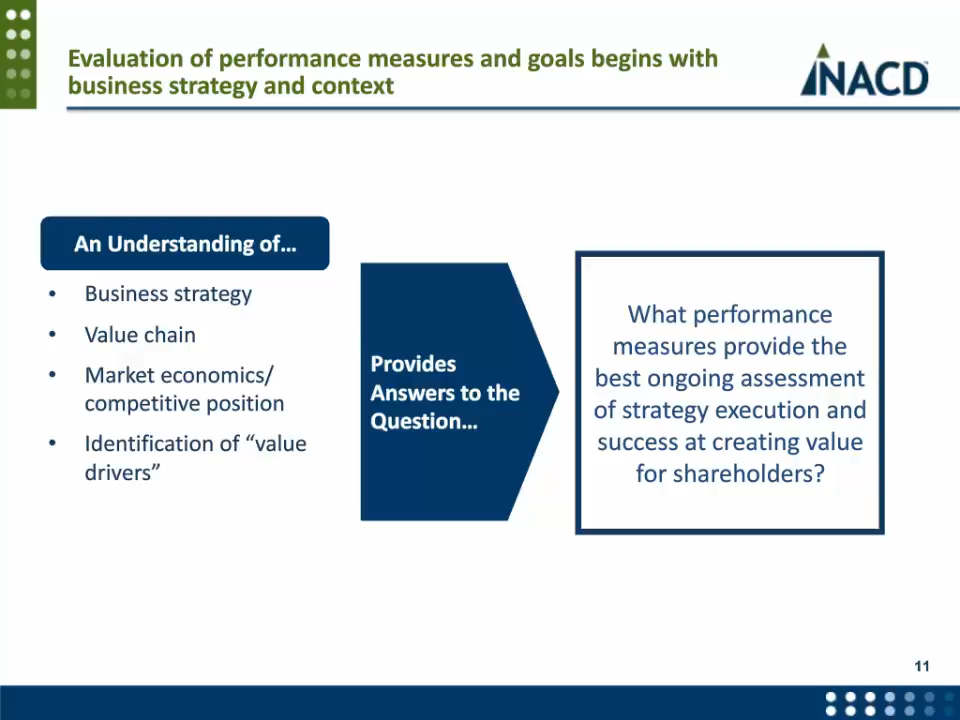 Evaluation of performance measures and goals begins with
business strategy and context
NACD
An Understanding of…
• Business strategy
• Value chain
• Market economics/
competitive position
• Identification of “value
drivers”
Provides
Answers to the
Question…
What performance
measures provide the
best ongoing assessment
of strategy execution and
success at creating value
for shareholders?
11